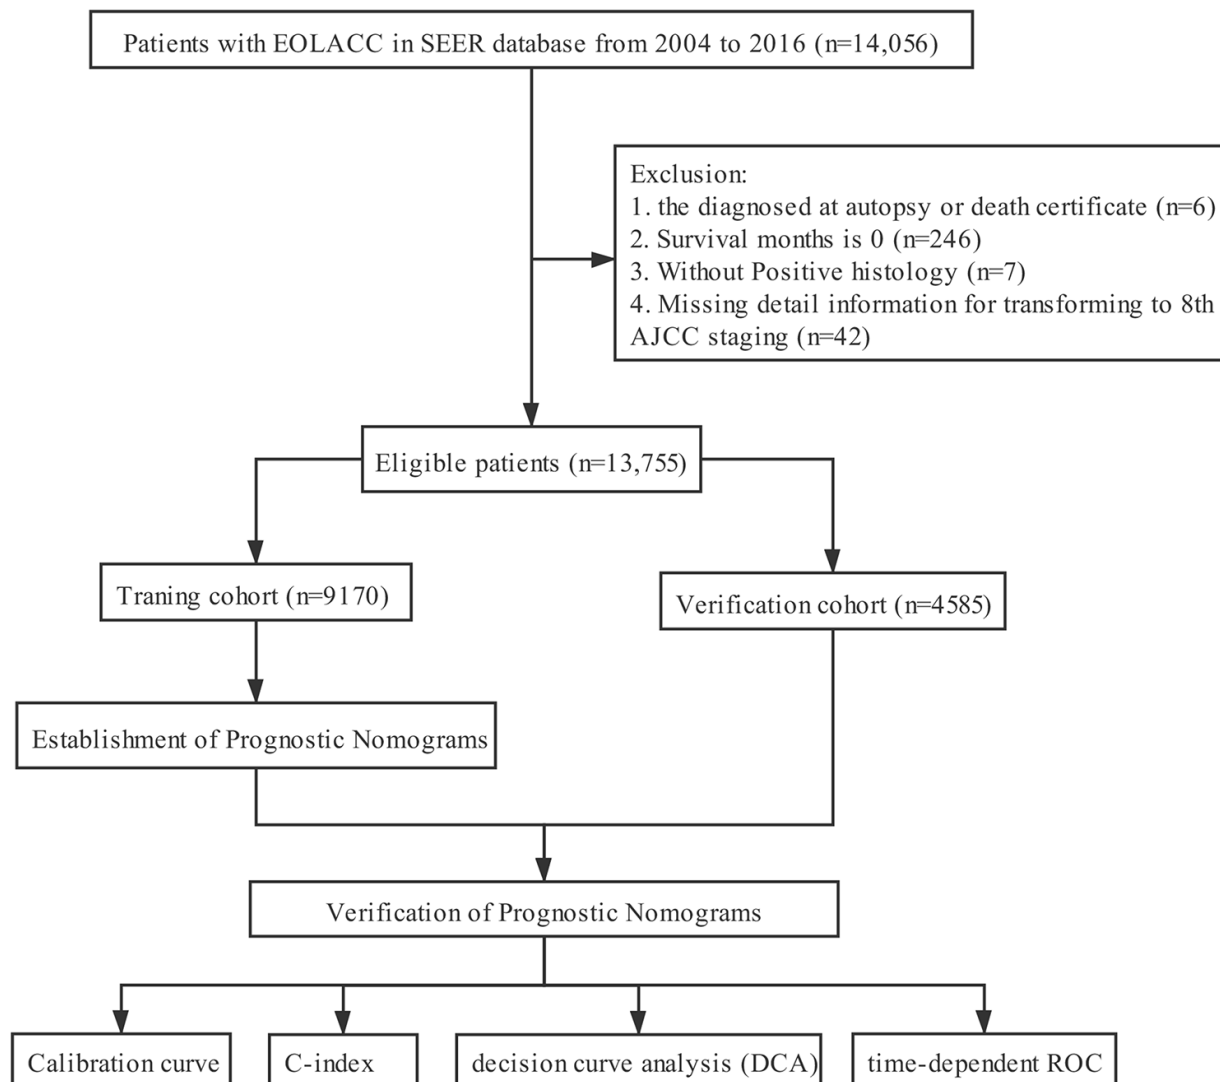 Patients with EOLACC in SEER database from 2004 to 2016 (n=14,056)
Exclusion:
1. the diagnosed at autopsy or death certificate (n=6)
2. Survival months is 0 (n=246)
3. Without Positive histology (n=7)
4. Missing detail information for transforming to 8th
AJCC staging (n=42)
Eligible patients (n=13,755)
Traning cohort (n=9170)
Verification cohort (n=4585)
Establishment of Prognostic Nomograms
Verification of Prognostic Nomograms
Calibration curve
C-index
decision curve analysis (DCA)
time-dependent ROC